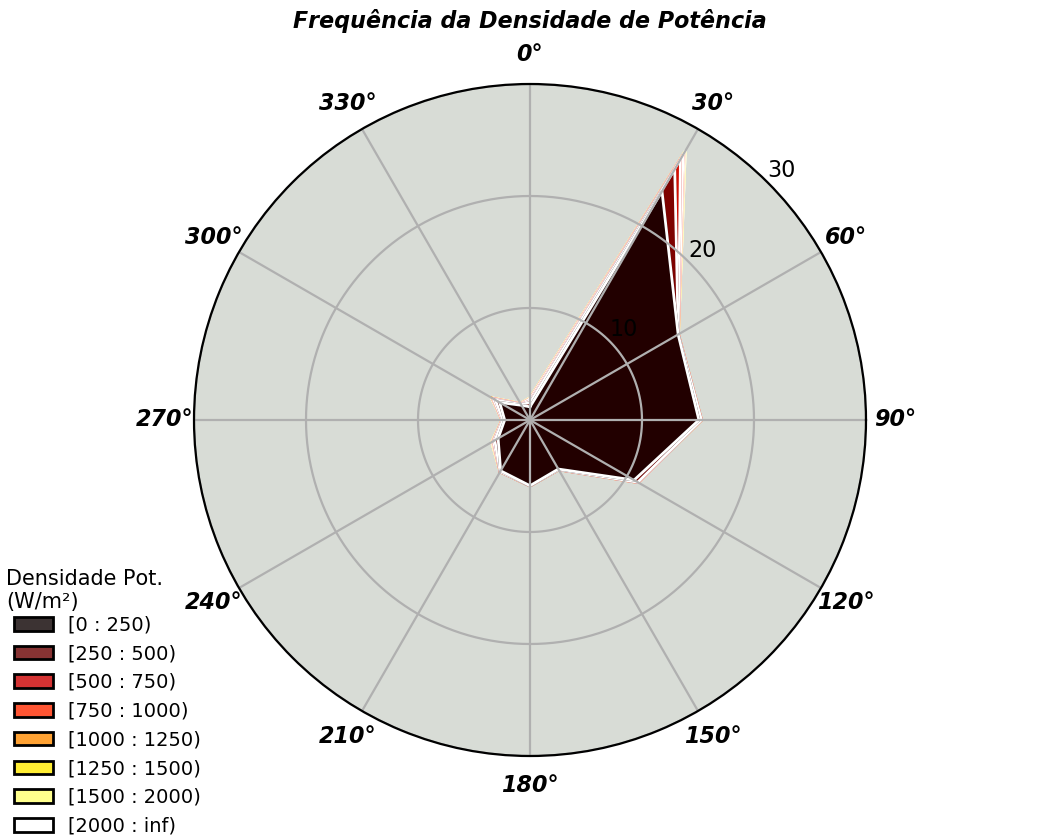 Frequência da Densidade de Potência
0°
330°
30°
30
300°
60°
20
10
270°
90°
240°
120°
210°
150°
180°
Densidade Pot.
(W/m²)
[0 : 250)
[250 : 500)
[500 : 750)
[750 : 1000)
[1000 : 1250)
[1250 : 1500)
[1500 : 2000)
[2000 : inf)